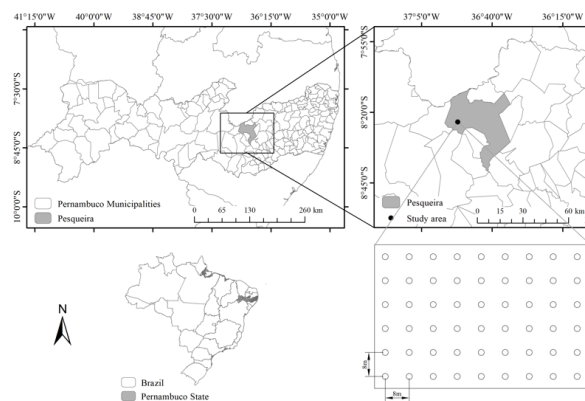 41°15'0"W 40°0'0"W 38°45'0"W 37°30'0"W 36°15'0"W 35°0'0"W
7°30'0"S
8°45'0"S
10°0'0"S
Pernambuco Municipalities
Pesqueira
0 65 130 260 km
37°5'0"W 36°40'0"W 36°15'0"W
7°55'0"S
8°20'0"S
8°45'0"S
Pesqueira
Study area
0 15 30 60 km
N
Brazil
Pernambuco State
8m
8m